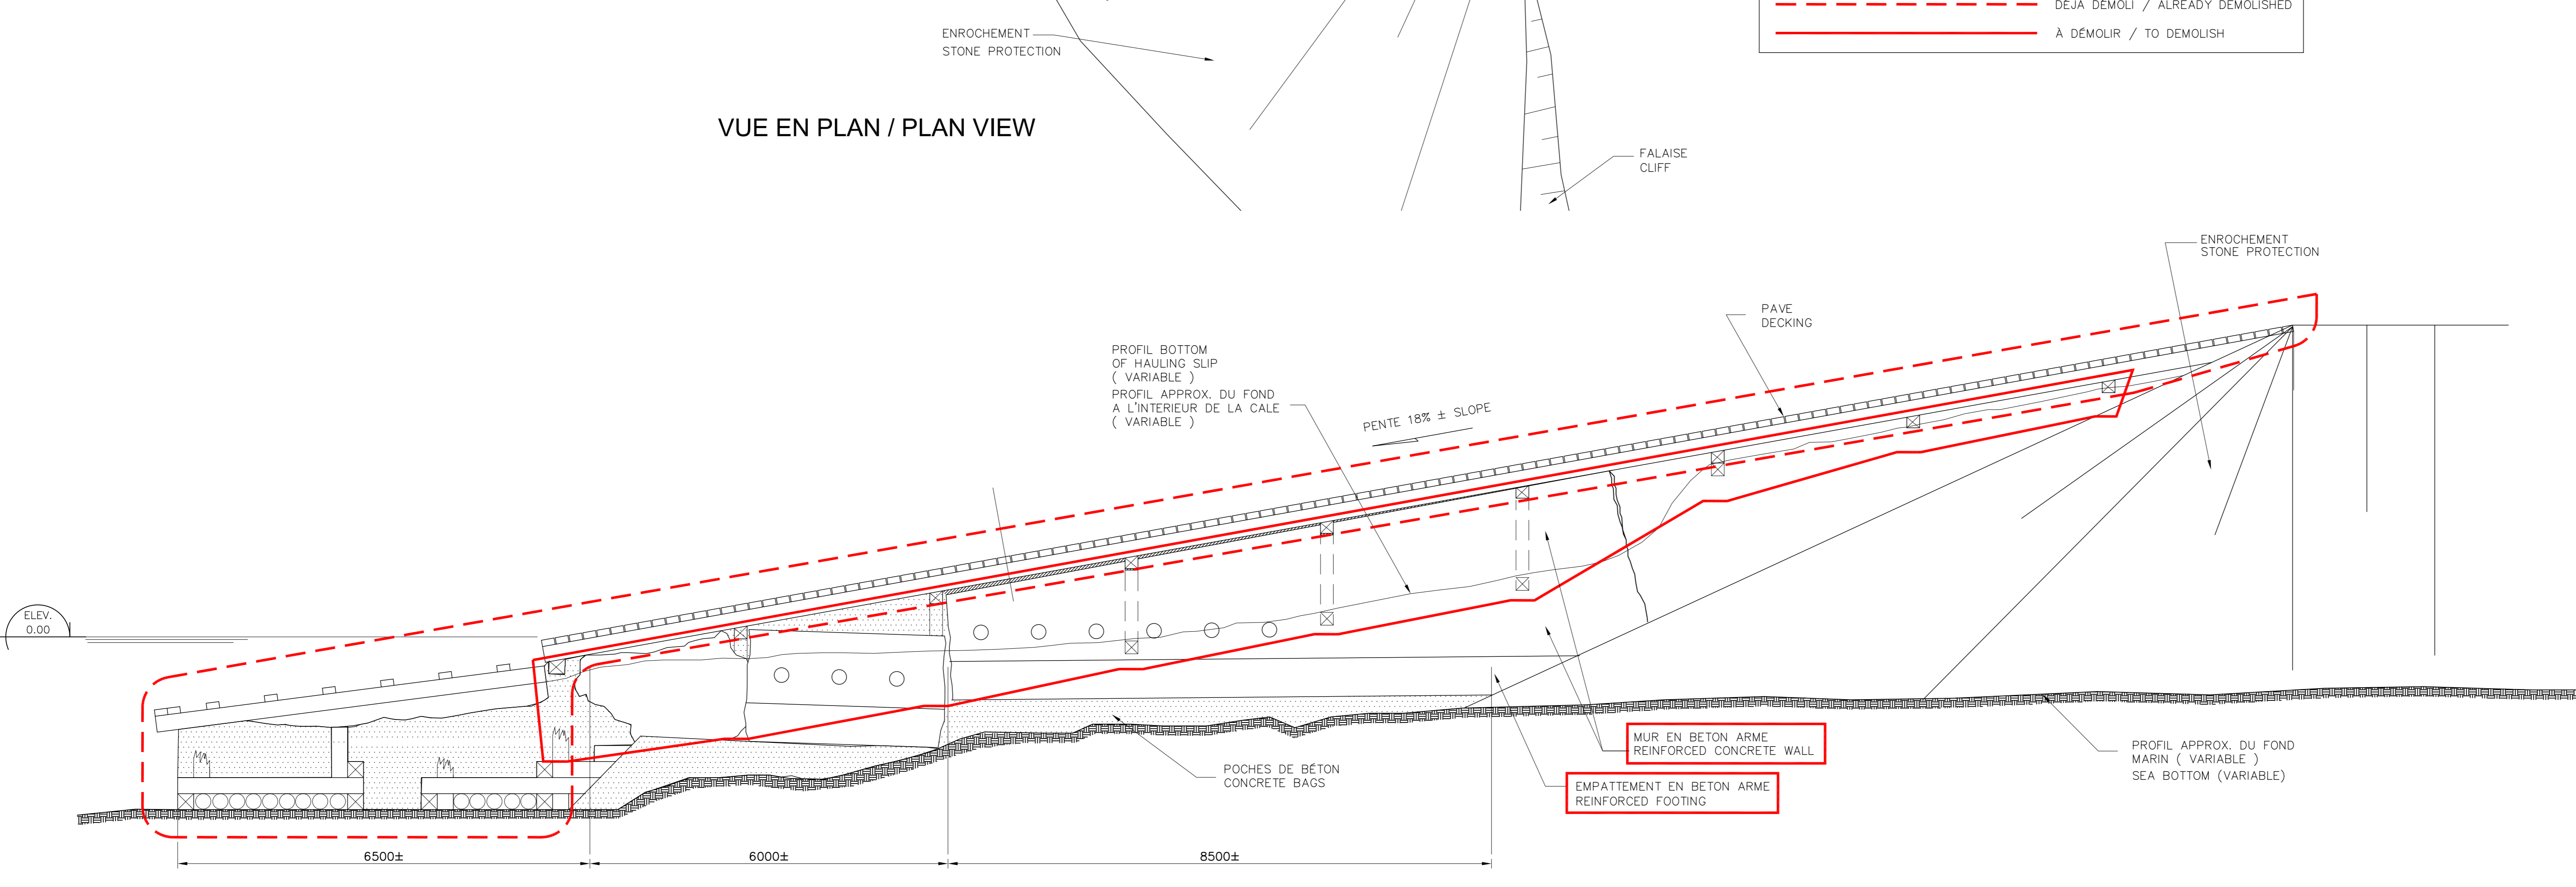 ENROCHEMENT
STONE PROTECTION
DÉJÀ DÉMOLI / ALREADY DEMOLISHED
À DÉMOLIR / TO DEMOLISH
VUE EN PLAN / PLAN VIEW
FALAISE
CLIFF
ENROCHEMENT
STONE PROTECTION
PAVE
DECKING
PROFIL BOTTOM
OF HAULING SLIP
( VARIABLE )
PROFIL APPROX. DU FOND
A L'INTERIEUR DE LA CALE
( VARIABLE )
PENTE 18% ± SLOPE
ELEV.
0.00
MUR EN BETON ARME
REINFORCED CONCRETE WALL
PROFIL APPROX. DU FOND
MARIN ( VARIABLE )
SEA BOTTOM (VARIABLE)
POCHES DE BÉTON
CONCRETE BAGS
EMPATTEMENT EN BETON ARME
REINFORCED FOOTING
6500±
6000±
8500±